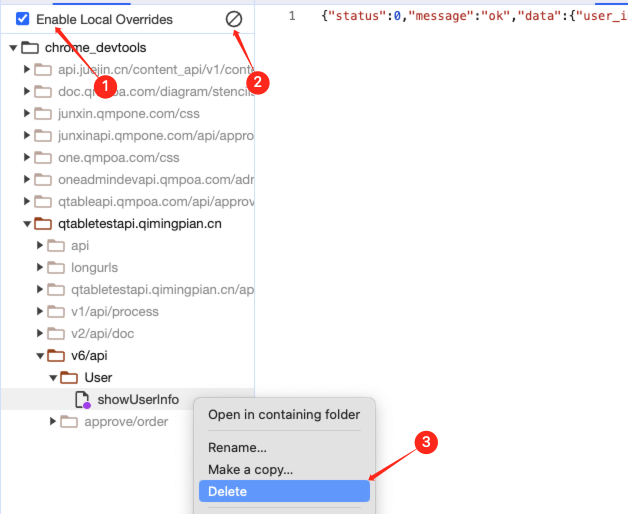 Enable Local Overrides
1 {"status":0,"message":"ok","data":{"user_i
chrome_devtools
api.juejin.cn/content_api/v1/cont
1
2
doc.qmpoa.com/diagram/stencils
junxin.qmpone.com/css
junxinapi.qmpone.com/api/appro
one.qmpoa.com/css
oneadmindevapi.qmpoa.com/adn
qtableapi.qmpoa.com/api/approv
qtabletestapi.qimingpian.cn
api
longurls
qtabletestapi.qimingpian.cn/ap
v1/api/process
v2/api/doc
v6/api
User
showUserInfo
approve/order
Open in containing folder
3
Rename...
Make a copy...
Delete